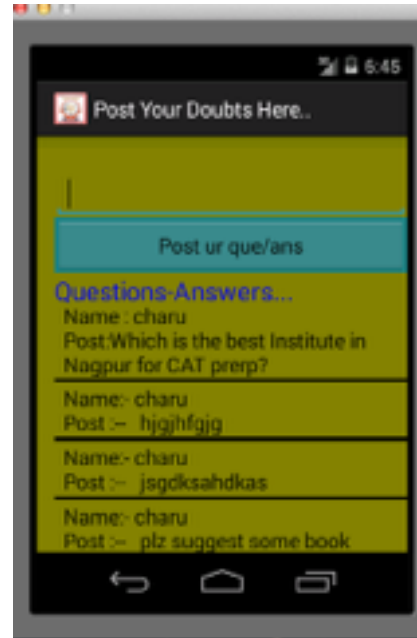 6:45
Post Your Doubts Here..
Post ur que/ans
Questions-Answers...
Name : charu
Post:Which is the best Institute in
Nagpur for CAT prerp?
Name:- charu
Post :-- hjgjhfgjg
Name:- charu
Post :-- jsgdksahdkas
Name:- charu
Post :-- plz suggest some book